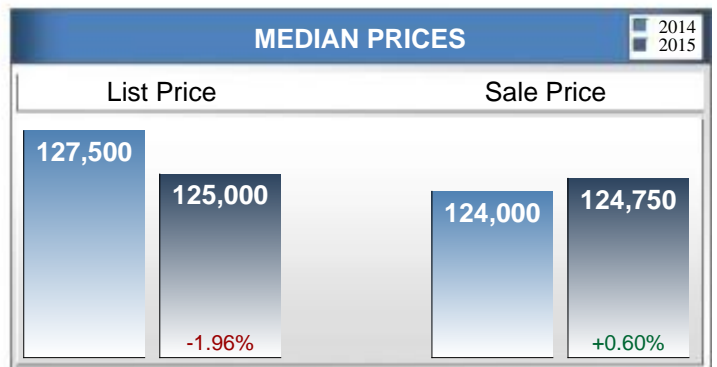 MEDIAN PRICES
2014
2015
List Price
Sale Price
127,500
125,000
124,000
124,750
-1.96%
+0.60%